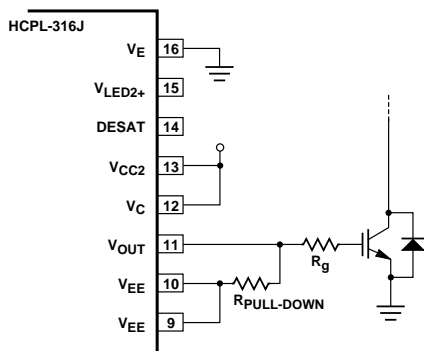 HCPL-316J
VE 16
VLED2+ 15
DESAT 14
VCC2 13
VC 12
VOUT 11
Rg
VEE 10
RPULL-DOWN
VEE 9